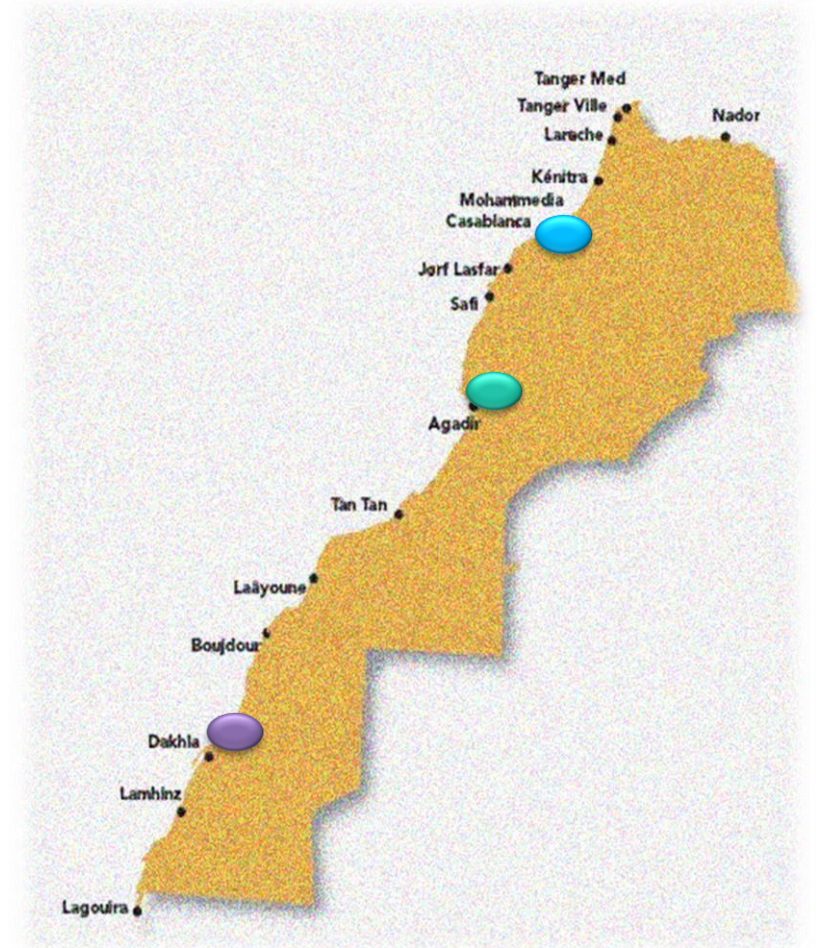 Tanger Med
Tanger Ville
Nador
Larache
Kénitra
Mohammedia
Casablanca
Jorf Lasfar
Safi
Agadir
Tan Tan
Laâyoune
Boujdour
Dakhla
Lamhinz
Lagouira